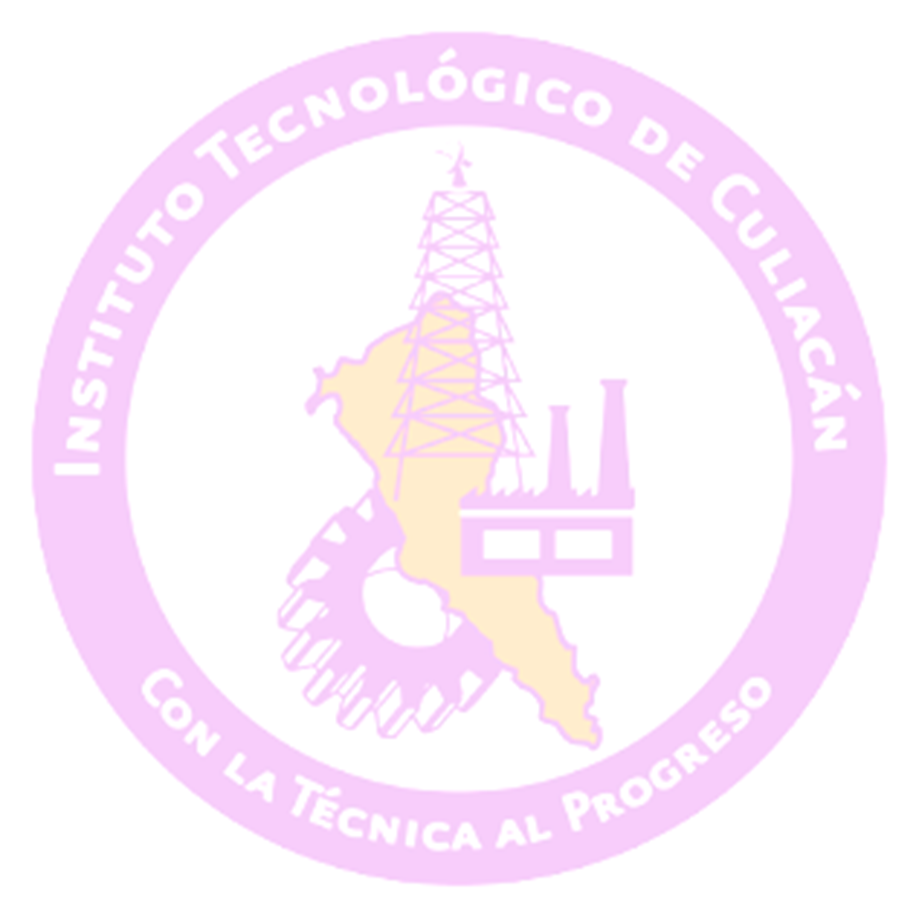 Instituto Tecnológico de Culiacán
Con la Técnica al Progreso